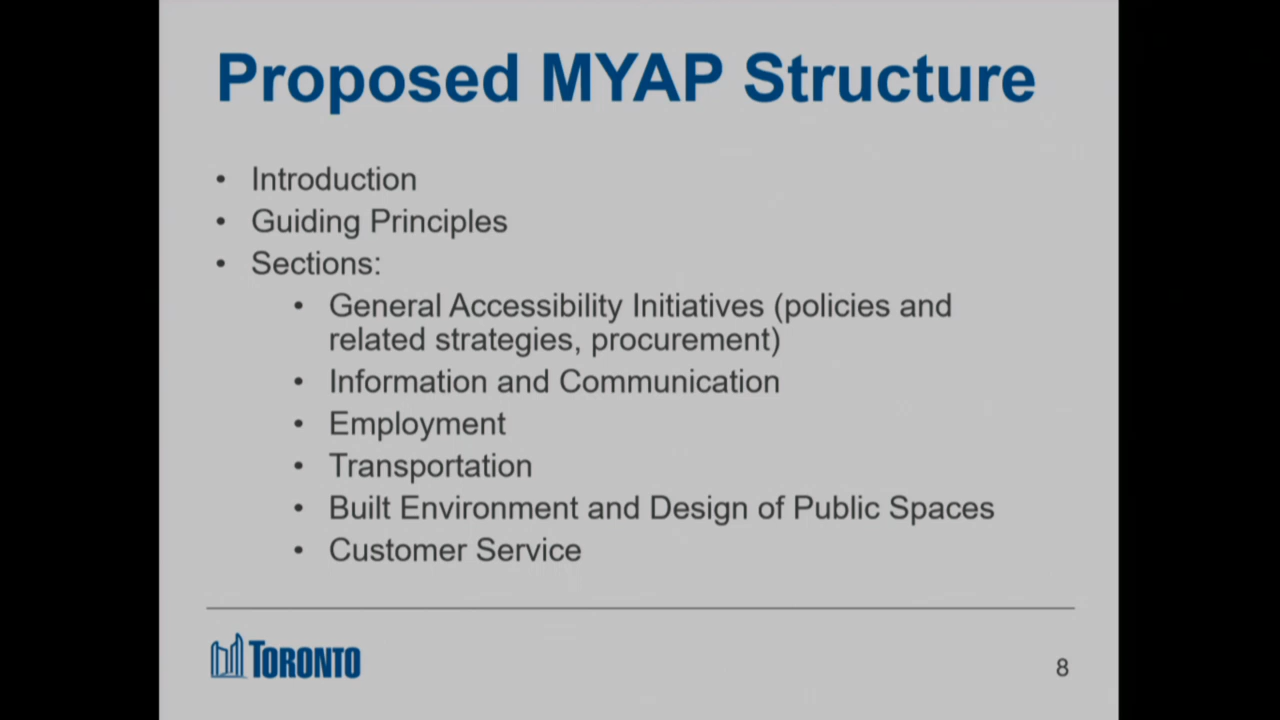 Proposed MYAP Structure
• Introduction
• Guiding Principles
• Sections:
• General Accessibility Initiatives (policies and
related strategies, procurement)
• Information and Communication
• Employment
• Transportation
• Built Environment and Design of Public Spaces
• Customer Service
TORONTO
8